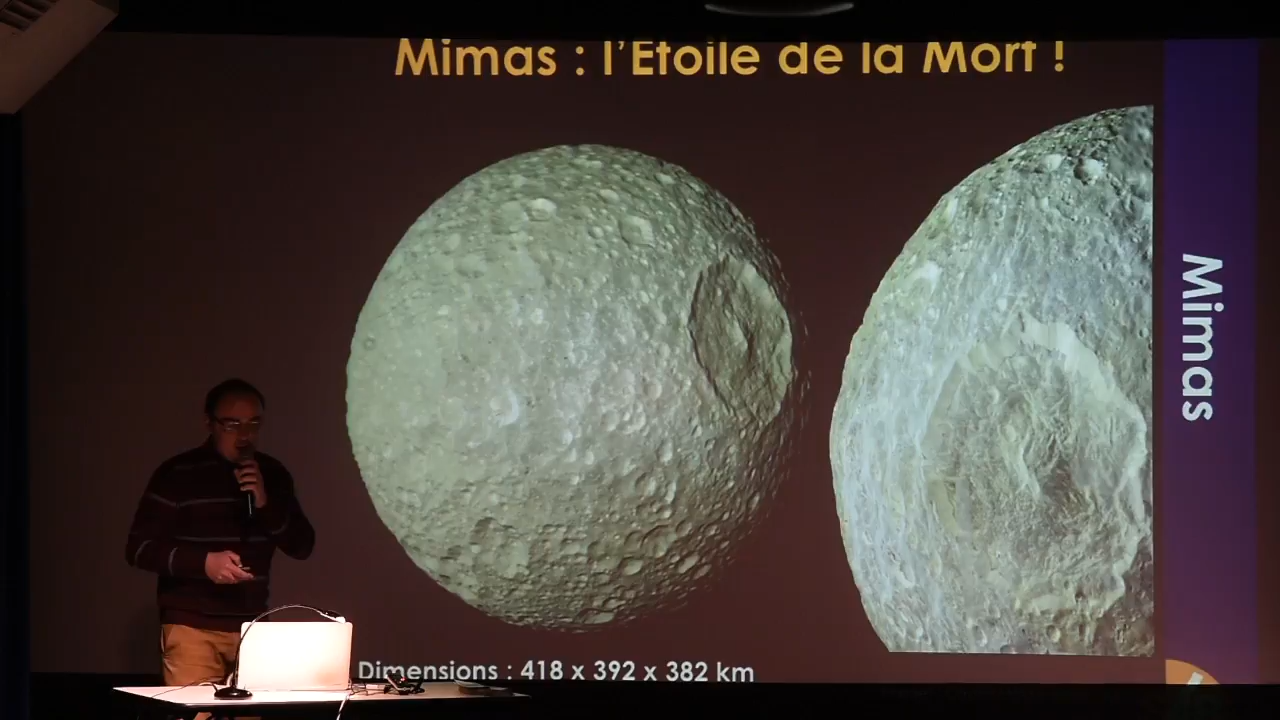 Mimas : l'Etoile de la Mort !
Mimas
Dimensions : 418 x 392 x 382 km